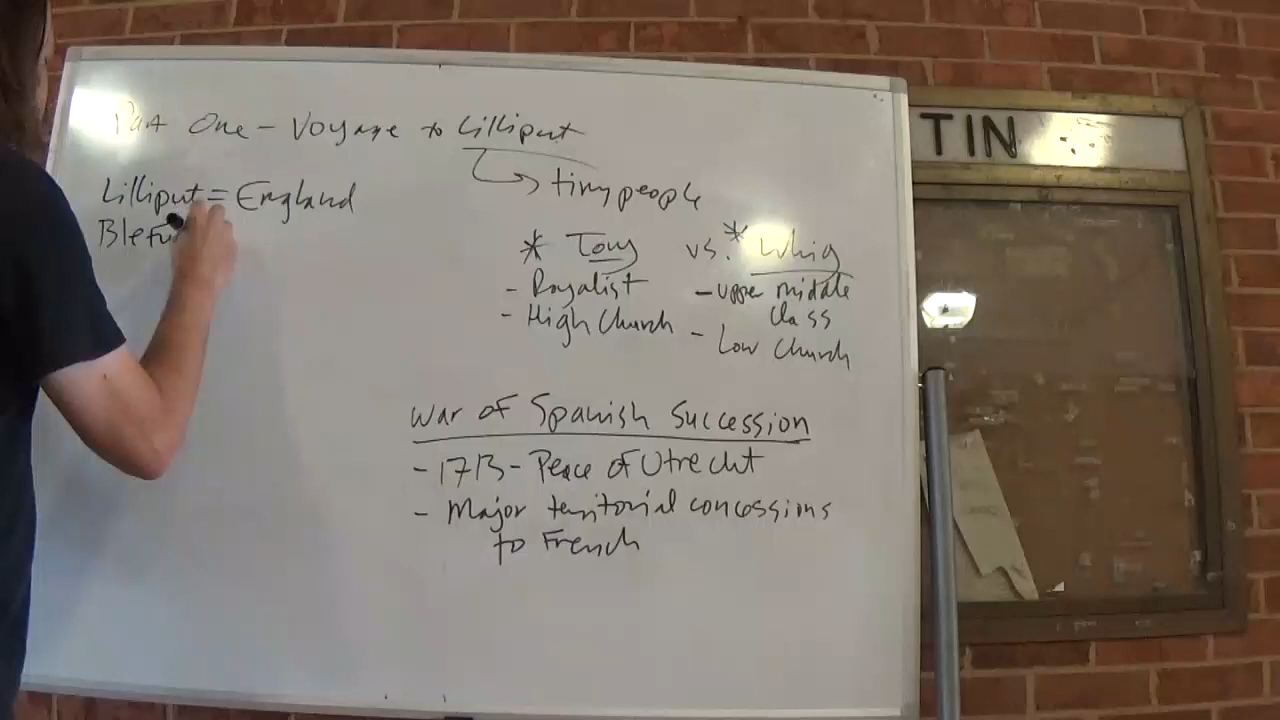 Part One - Voyage to Lilliput
tiny people
Lilliput = England
Blefu
* Tory vs. * Whig
- Royalist
- High Church
- upper middle
class
- Low Church
War of Spanish Succession
- 1713 - Peace of Utrecht
- Major territorial concessions
to French
TIN